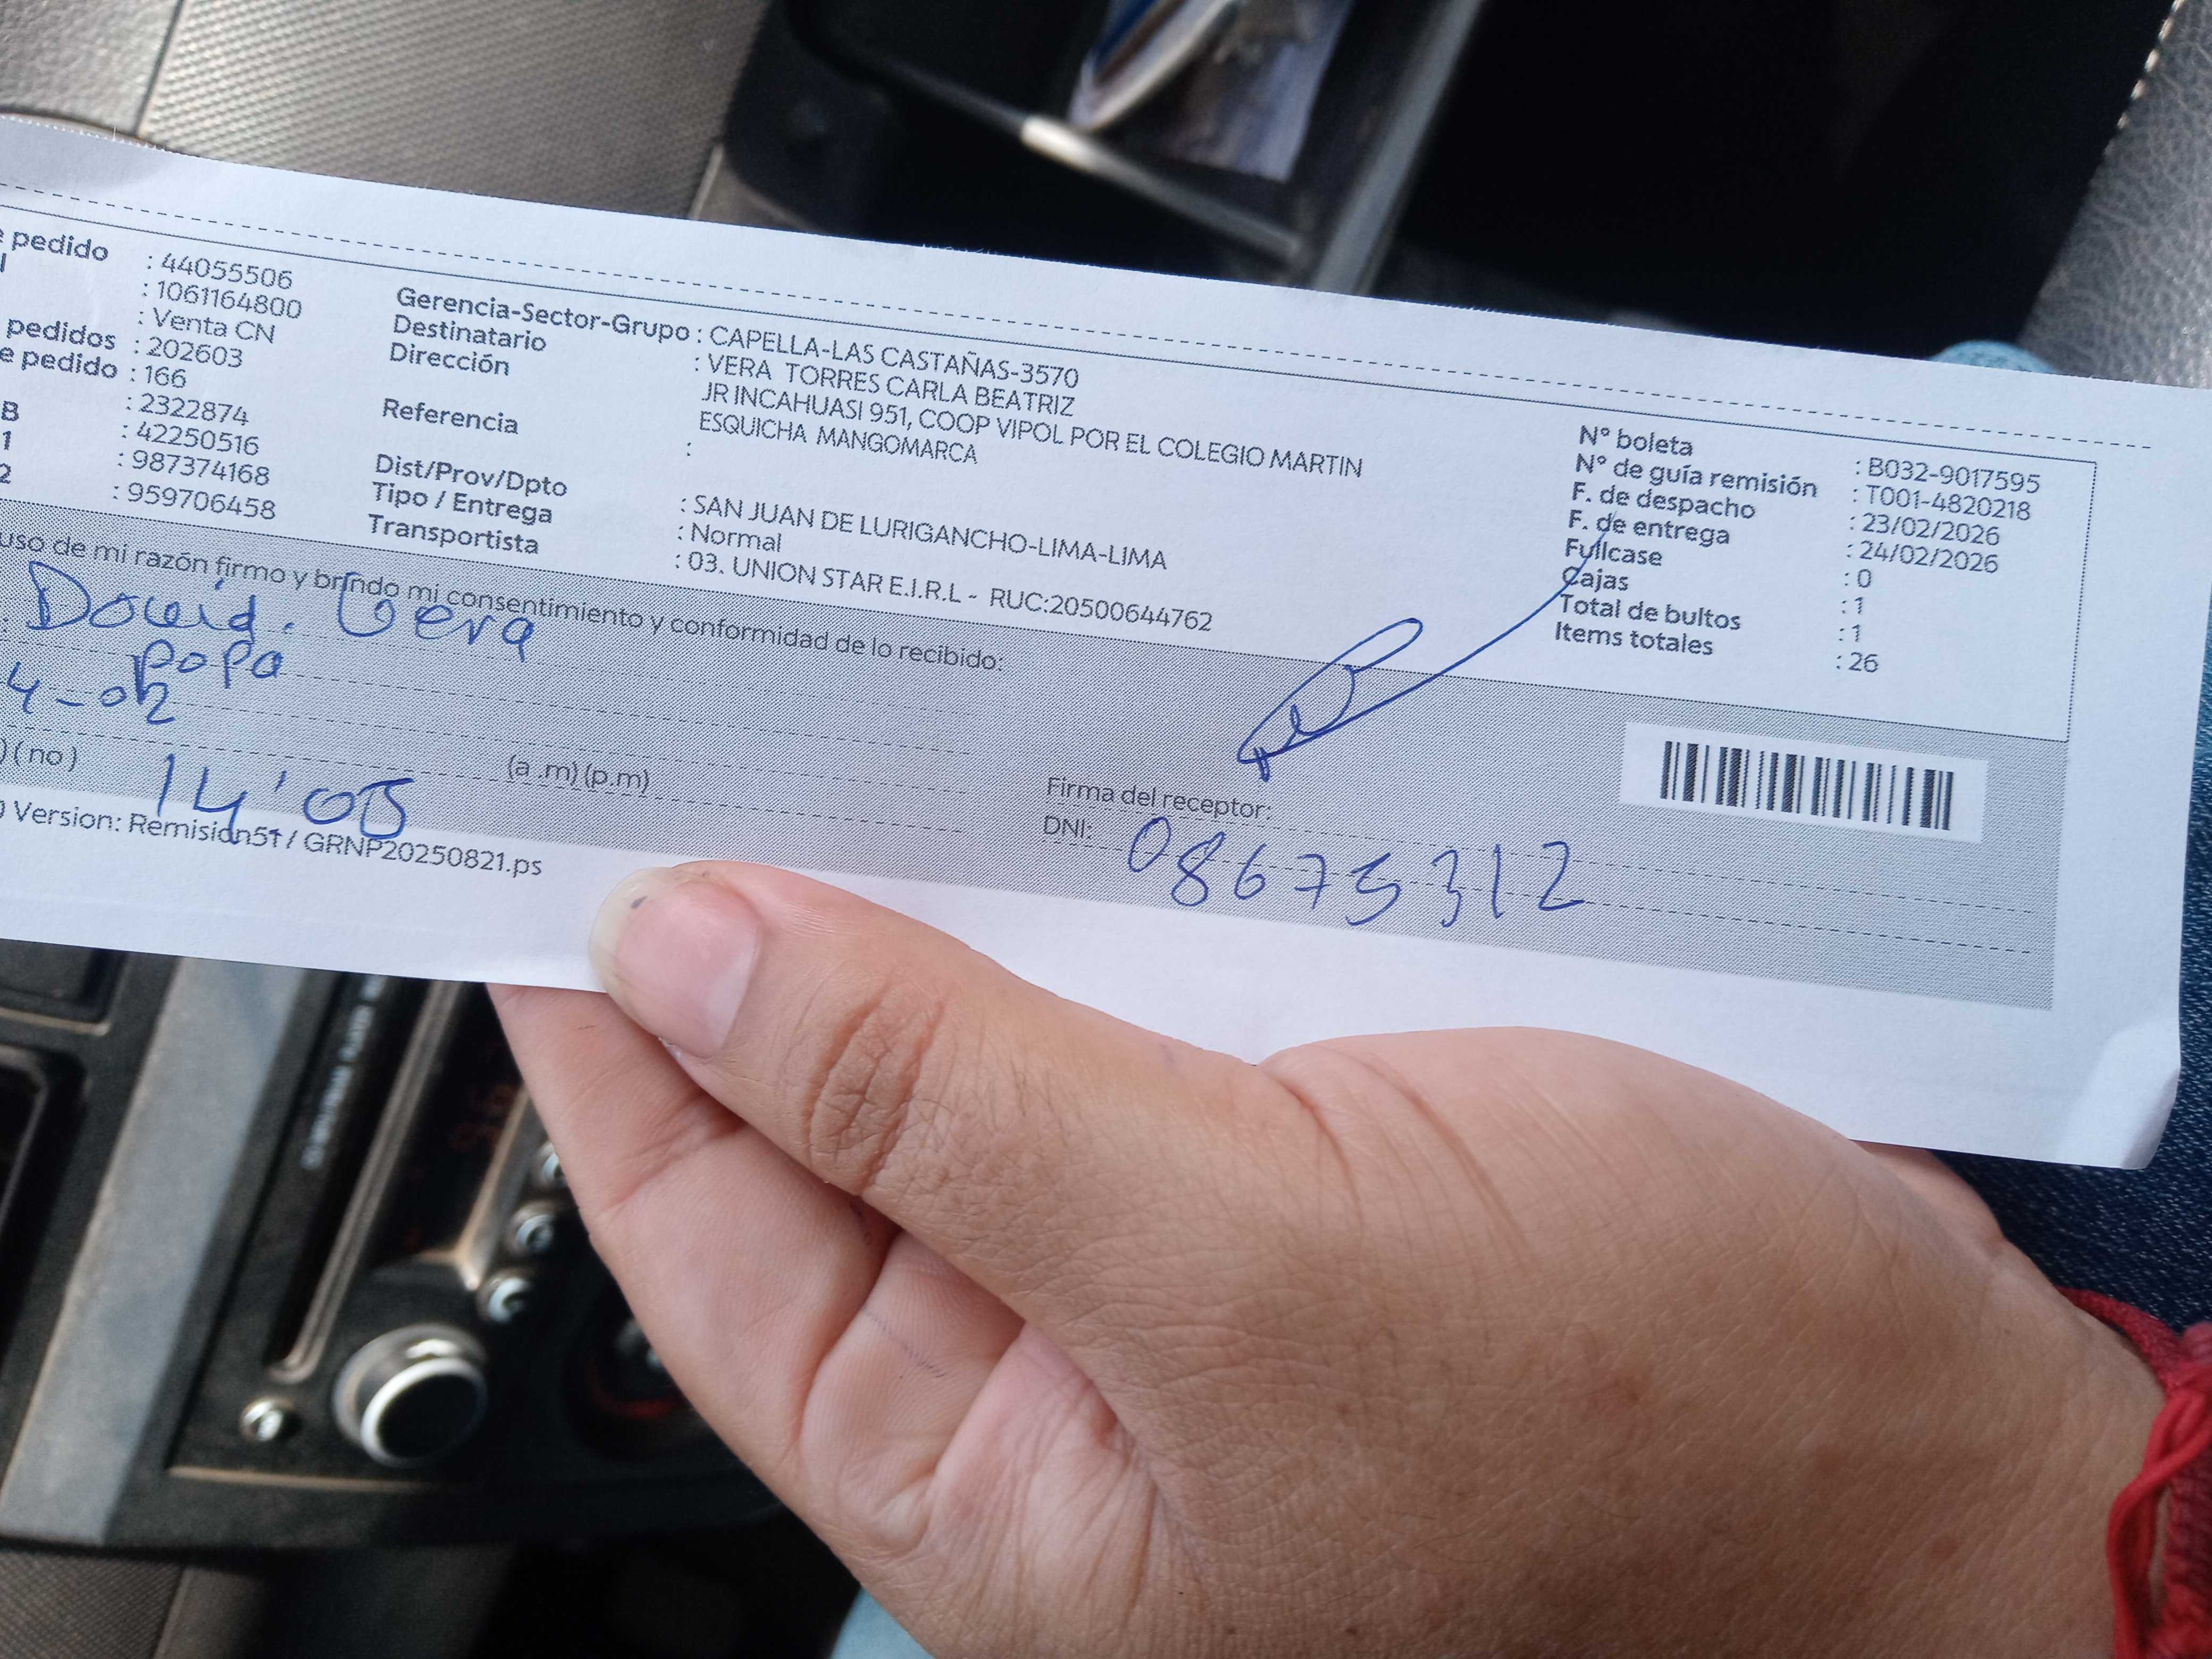 pedido : 44055506
: 1061164800
: Venta CN
pedidos : 202603
e pedido : 166
B : 2322874
1 : 42250516
2 : 987374168
: 959706458
Gerencia-Sector-Grupo : CAPELLA-LAS CASTAÑAS-3570
Destinatario : VERA TORRES CARLA BEATRIZ
Dirección JR INCAHUASI 951, COOP VIPOL POR EL COLEGIO MARTIN
ESQUICHA MANGOMARCA
Referencia :
Dist/Prov/Dpto : SAN JUAN DE LURIGANCHO-LIMA-LIMA
Tipo / Entrega : Normal
Transportista : 03. UNION STAR E.I.R.L - RUC:20500644762
N° boleta : B032-9017595
N° de guía remisión : T001-4820218
F. de despacho : 23/02/2026
F. de entrega : 24/02/2026
Fullcase : 0
Cajas : 1
Total de bultos : 1
Items totales : 26
uso de mi razón firmo y brindo mi consentimiento y conformidad de lo recibido:
: Vera
papa
4-02
) ( no ) 14'05 (a .m) (p.m)
) Version: Remision51 / GRNP20250821.ps
Firma del receptor:
DNI: 08675312